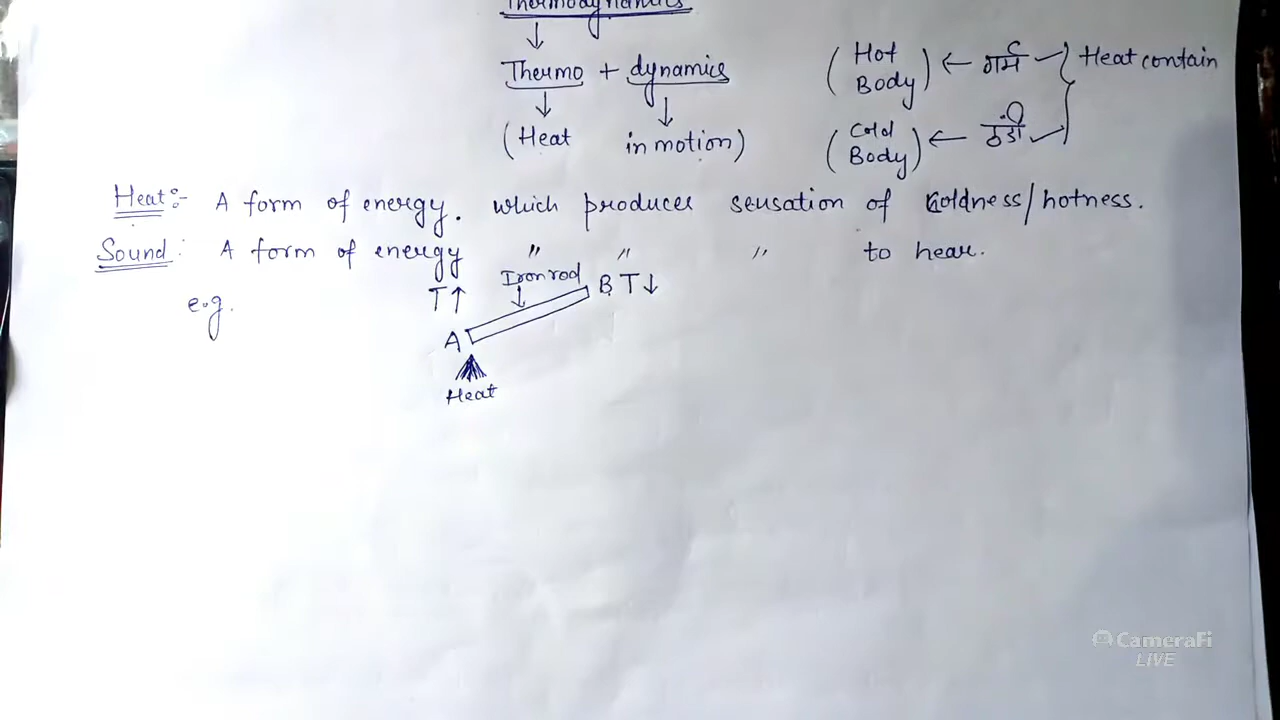 Thermodynamics
↓
Thermo + dynamics
↓ ↓
(Heat in motion)
(Hot Body) ← गर्म
(Cold Body) ← ठंडी
Heat contain
Heat:- A form of energy. which produces sensation of Coldness/hotness.
Sound: A form of energy " " " to hear.
e.g.
Iron rod
T↑ B T↓
A
Heat
CameraFi
LIVE